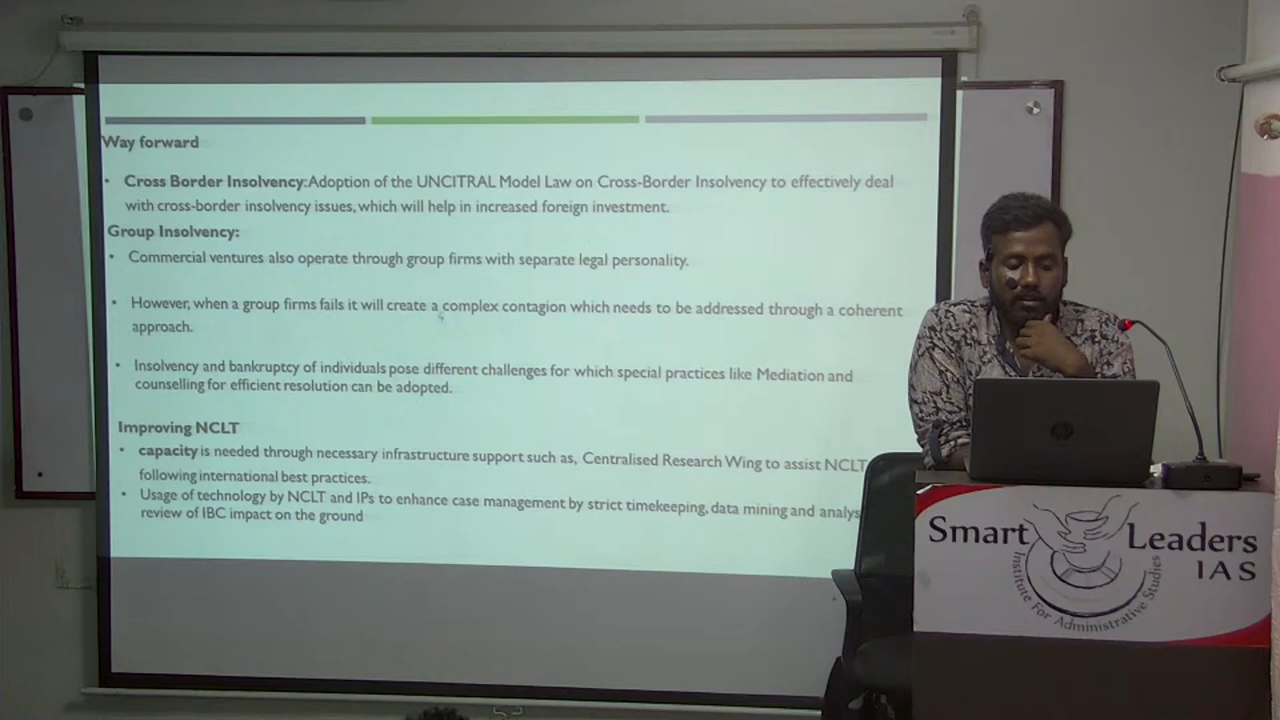 Way forward
• Cross Border Insolvency: Adoption of the UNCITRAL Model Law on Cross-Border Insolvency to effectively deal
with cross-border insolvency issues, which will help in increased foreign investment.
Group Insolvency:
• Commercial ventures also operate through group firms with separate legal personality.
• However, when a group firms fails it will create a complex contagion which needs to be addressed through a coherent
approach.
• Insolvency and bankruptcy of individuals pose different challenges for which special practices like Mediation and
counselling for efficient resolution can be adopted.
Improving NCLT
• capacity is needed through necessary infrastructure support such as, Centralised Research Wing to assist NCLT
following international best practices.
• Usage of technology by NCLT and IPs to enhance case management by strict timekeeping, data mining and
review of IBC impact on the ground
Smart Leaders
IAS
Institute For Administrative Studies
hp